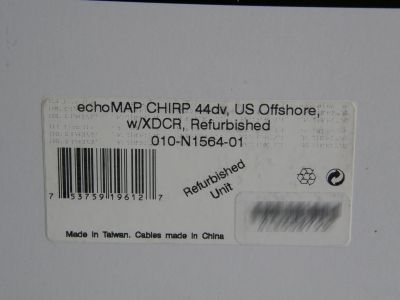 echoMAP CHIRP 44dv, US Offshore,
w/XDCR, Refurbished
010-N1564-01
Refurbished
Unit
7 53759 19612 7
Made in Taiwan. Cables made in China